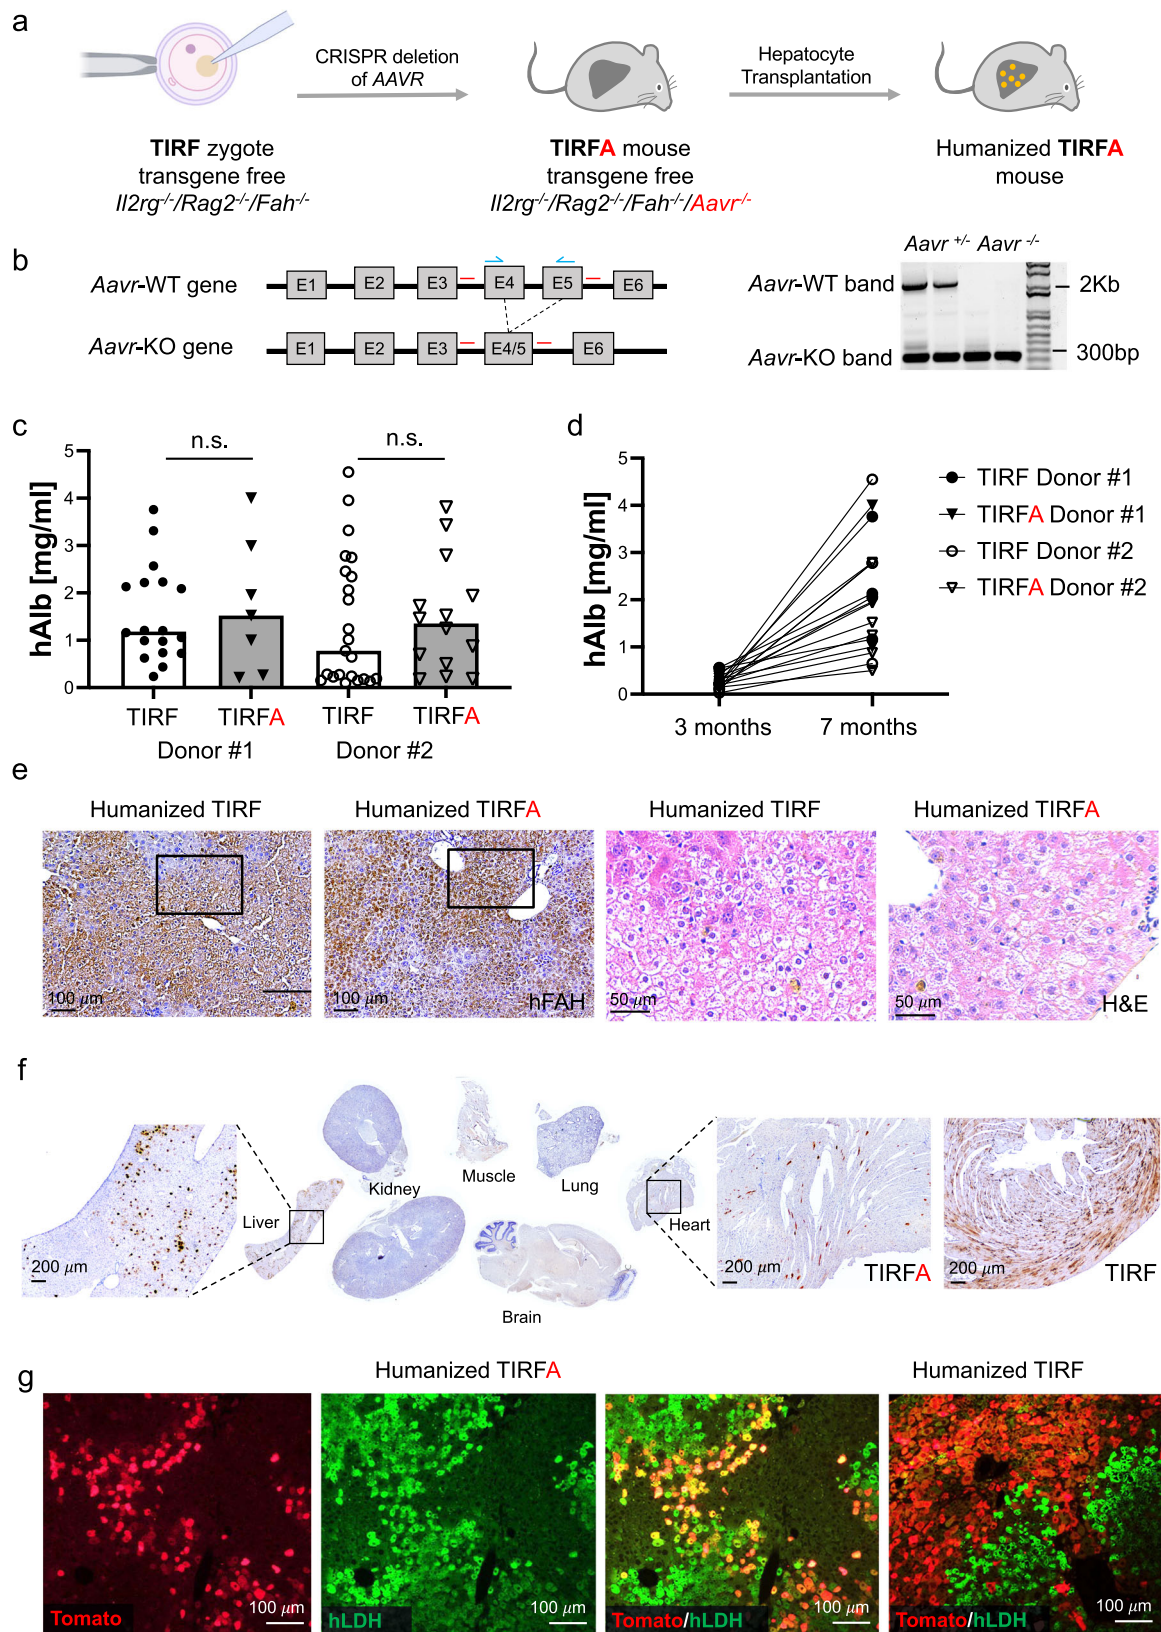 a
CRISPR deletion
of AAVR
Hepatocyte
Transplantation
TIRF zygote
transgene free
Il2rg-/-/Rag2-/-/Fah-/-
TIRFA mouse
transgene free
Il2rg-/-/Rag2-/-/Fah-/-/Aavr-/-
Humanized TIRFA
mouse
b
Aavr-WT gene
E1 E2 E3 E4 E5 E6
Aavr-KO gene
E1 E2 E3 E4/5 E6
Aavr +/- Aavr -/-
Aavr-WT band
2Kb
Aavr-KO band
300bp
c
n.s. n.s.
hAlb [mg/ml]
5
4
3
2
1
0
TIRF TIRFA TIRF TIRFA
Donor #1 Donor #2
d
hAlb [mg/ml]
5
4
3
2
1
0
3 months 7 months
TIRF Donor #1
TIRFA Donor #1
TIRF Donor #2
TIRFA Donor #2
e
Humanized TIRF
Humanized TIRFA
Humanized TIRF
Humanized TIRFA
100 μm
100 μm
hFAH
50 μm
50 μm
H&E
f
200 μm
Liver
Kidney
Muscle
Lung
Brain
Heart
200 μm
TIRFA
200 μm
TIRF
g
Humanized TIRFA
Humanized TIRF
Tomato
100 μm
hLDH
100 μm
Tomato/hLDH
100 μm
Tomato/hLDH
100 μm